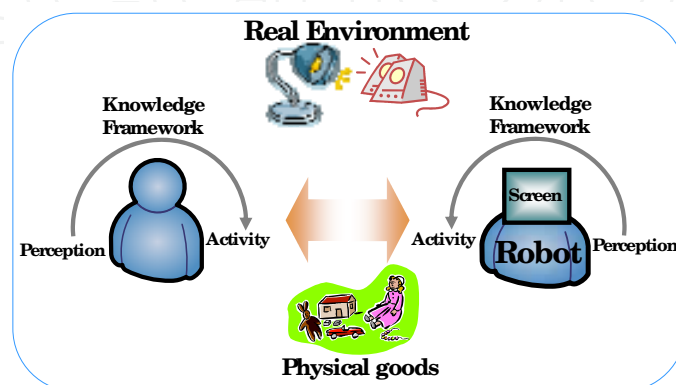 Real Environment
Knowledge
Framework
Knowledge
Framework
Screen
Perception
Activity
Activity
Robot
Perception
Physical goods